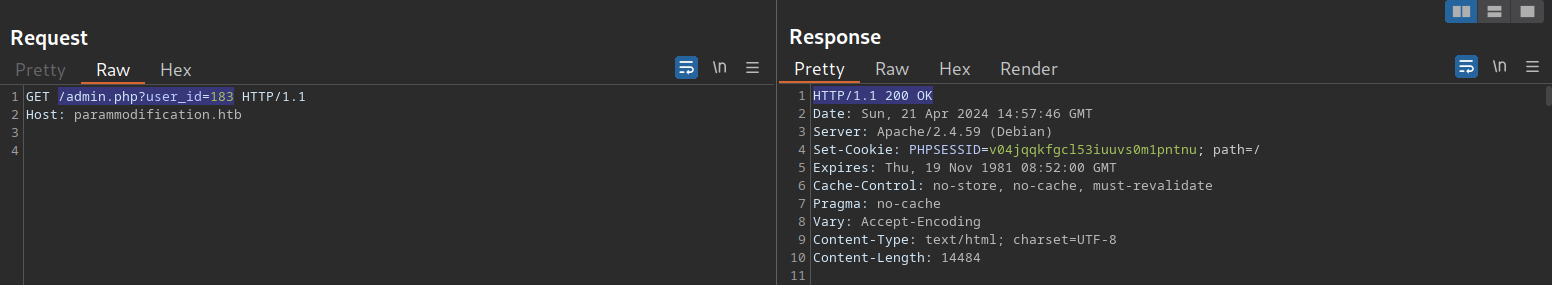 Request
Pretty Raw Hex
\n
1 GET /admin.php?user_id=183 HTTP/1.1
2 Host: parammodification.htb
3
4
Response
Pretty Raw Hex Render
\n
1 HTTP/1.1 200 OK
2 Date: Sun, 21 Apr 2024 14:57:46 GMT
3 Server: Apache/2.4.59 (Debian)
4 Set-Cookie: PHPSESSID=v04jqqkfgcl53iuuvs0m1pntnu; path=/
5 Expires: Thu, 19 Nov 1981 08:52:00 GMT
6 Cache-Control: no-store, no-cache, must-revalidate
7 Pragma: no-cache
8 Vary: Accept-Encoding
9 Content-Type: text/html; charset=UTF-8
10 Content-Length: 14484
11